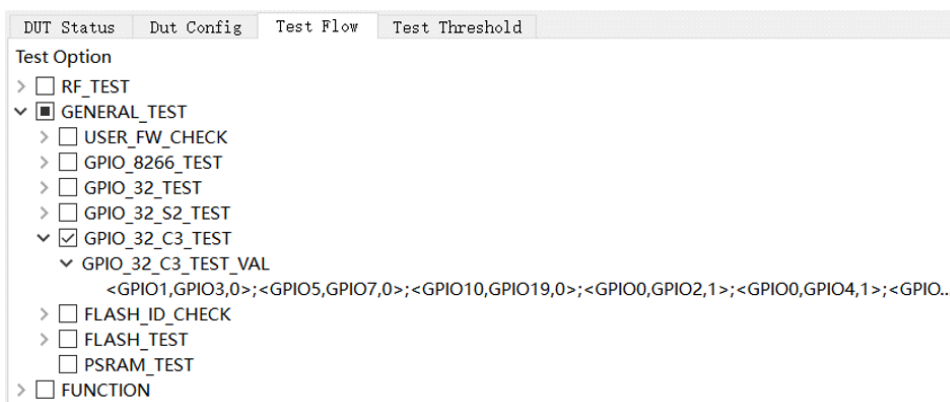 DUT Status Dut Config Test Flow Test Threshold
Test Option
RF_TEST
GENERAL_TEST
USER_FW_CHECK
GPIO_8266_TEST
GPIO_32_TEST
GPIO_32_S2_TEST
GPIO_32_C3_TEST
GPIO_32_C3_TEST_VAL
<GPIO1,GPIO3,0>;<GPIO5,GPIO7,0>;<GPIO10,GPIO19,0>;<GPIO0,GPIO2,1>;<GPIO0,GPIO4,1>;<GPIO...
FLASH_ID_CHECK
FLASH_TEST
PSRAM_TEST
FUNCTION